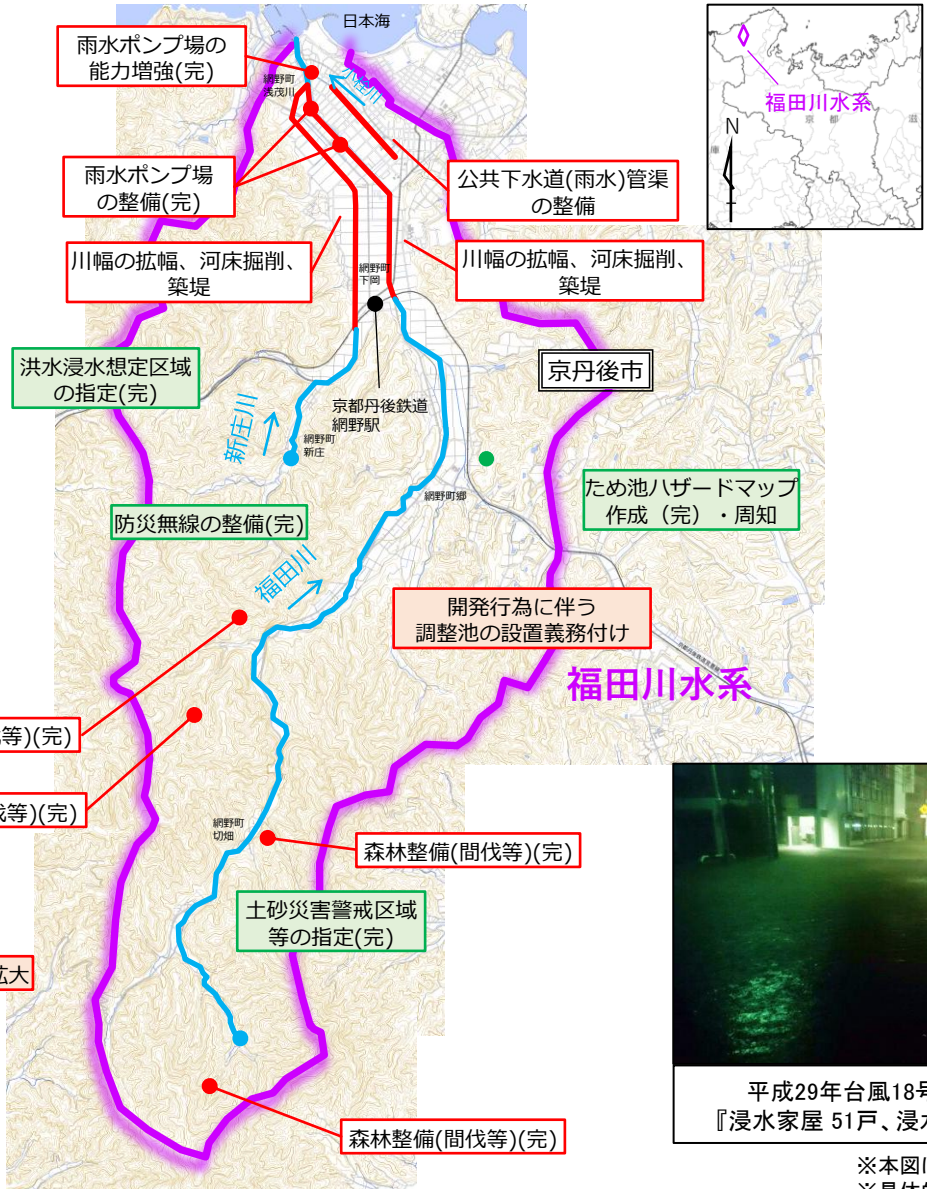 日本海
雨水ポンプ場の
能力増強(完)
網野町
浅茂川
福田川水系
京
都
兵
庫
滋
N
雨水ポンプ場
の整備(完)
公共下水道(雨水)管渠
の整備
川幅の拡幅、河床掘削、
築堤
川幅の拡幅、河床掘削、
築堤
網野町
下岡
洪水浸水想定区域
の指定(完)
京丹後市
京都丹後鉄道
網野駅
新庄川
網野町
新庄
網野町郷
ため池ハザードマップ
作成(完)・周知
防災無線の整備(完)
福田川
開発行為に伴う
調整池の設置義務付け
福田川水系
等)(完)
伐等)(完)
網野町
切畑
森林整備(間伐等)(完)
土砂災害警戒区域
等の指定(完)
拡大
森林整備(間伐等)(完)
平成29年台風18号
『浸水家屋 51戸、浸水
※本図に